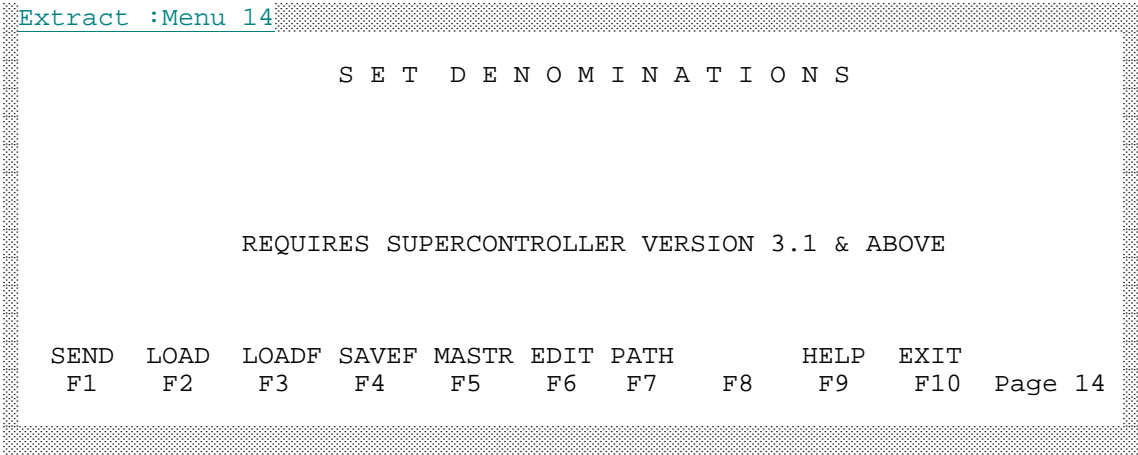 Extract :Menu 14
S E T  D E N O M I N A T I O N S
REQUIRES SUPERCONTROLLER VERSION 3.1 & ABOVE
SEND LOAD LOADF SAVEF MASTR EDIT PATH HELP EXIT
F1 F2 F3 F4 F5 F6 F7 F8 F9 F10 Page 14